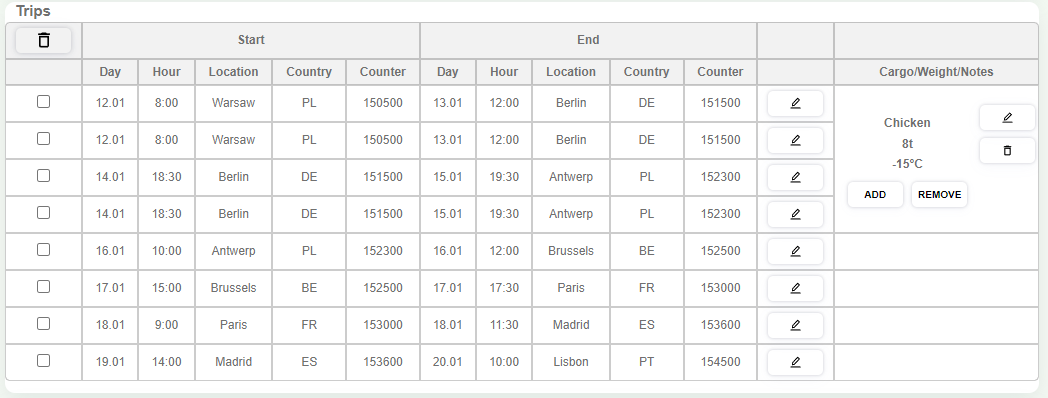 Trips
Start End
Day Hour Location Country Counter Day Hour Location Country Counter Cargo/Weight/Notes
12.01 8:00 Warsaw PL 150500 13.01 12:00 Berlin DE 151500
Chicken
8t
-15°C
ADD REMOVE
12.01 8:00 Warsaw PL 150500 13.01 12:00 Berlin DE 151500
14.01 18:30 Berlin DE 151500 15.01 19:30 Antwerp PL 152300
14.01 18:30 Berlin DE 151500 15.01 19:30 Antwerp PL 152300
16.01 10:00 Antwerp PL 152300 16.01 12:00 Brussels BE 152500
17.01 15:00 Brussels BE 152500 17.01 17:30 Paris FR 153000
18.01 9:00 Paris FR 153000 18.01 11:30 Madrid ES 153600
19.01 14:00 Madrid ES 153600 20.01 10:00 Lisbon PT 154500